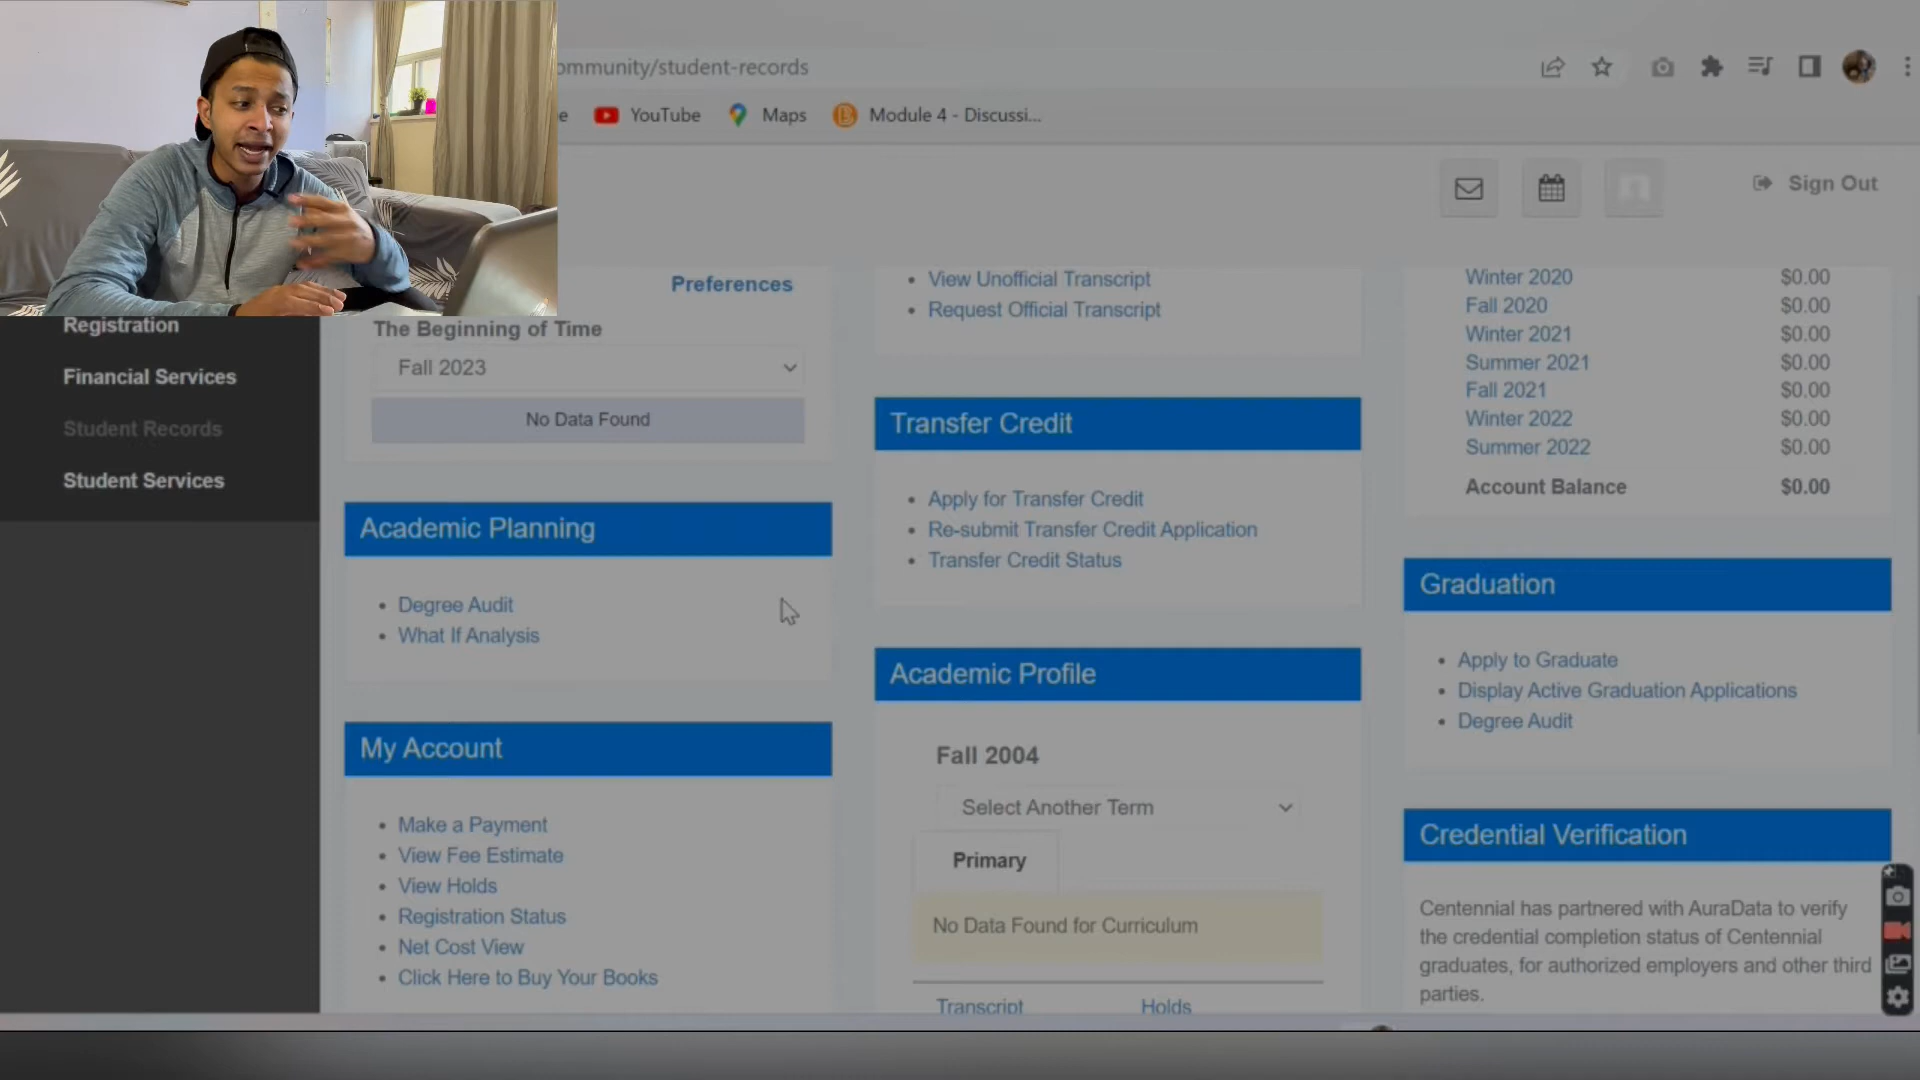 ommunity/student-records
e
YouTube
Maps
Module 4 - Discussi...
Sign Out
Registration
Financial Services
Student Records
Student Services
Preferences
The Beginning of Time
Fall 2023
No Data Found
Academic Planning
Degree Audit
What If Analysis
My Account
Make a Payment
View Fee Estimate
View Holds
Registration Status
Net Cost View
Click Here to Buy Your Books
View Unofficial Transcript
Request Official Transcript
Transfer Credit
Apply for Transfer Credit
Re-submit Transfer Credit Application
Transfer Credit Status
Academic Profile
Fall 2004
Select Another Term
Primary
No Data Found for Curriculum
Transcript Holds
Winter 2020 $0.00
Fall 2020 $0.00
Winter 2021 $0.00
Summer 2021 $0.00
Fall 2021 $0.00
Winter 2022 $0.00
Summer 2022 $0.00
Account Balance $0.00
Graduation
Apply to Graduate
Display Active Graduation Applications
Degree Audit
Credential Verification
Centennial has partnered with AuraData to verify
the credential completion status of Centennial
graduates, for authorized employers and other third
parties.